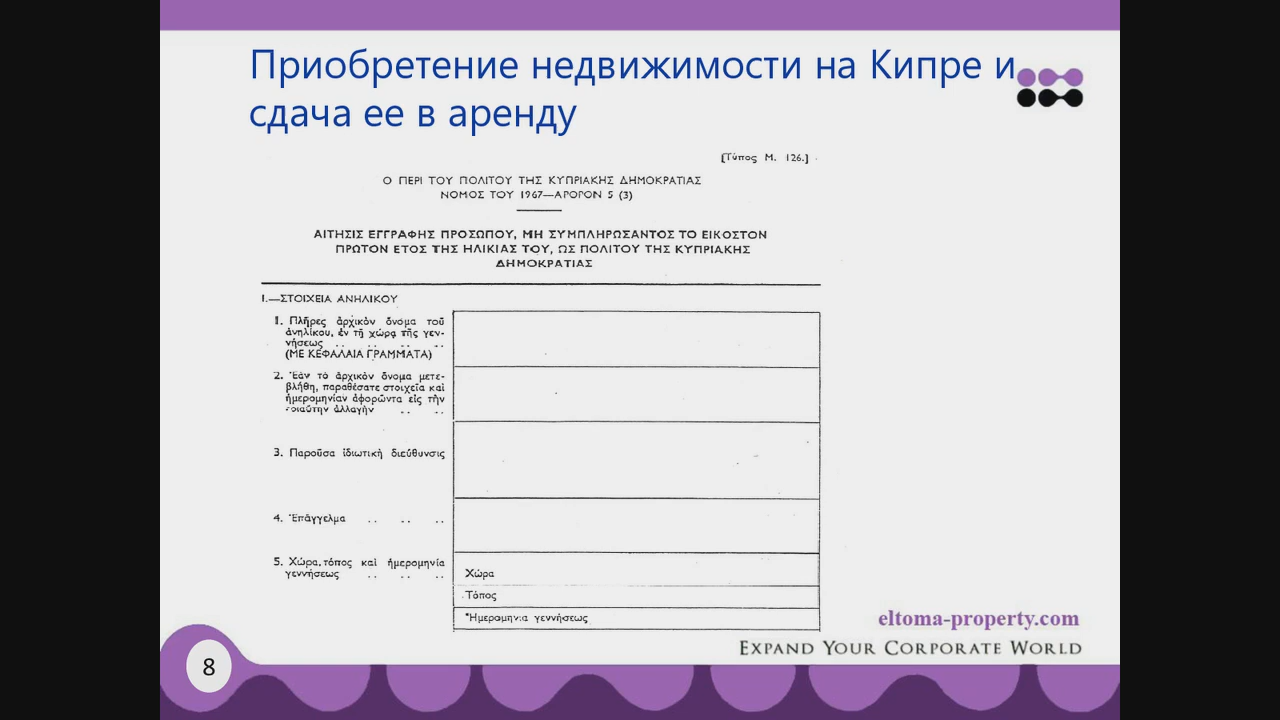 Приобретение недвижимости на Кипре и
сдача ее в аренду
[Τύπος Μ. 126.]
Ο ΠΕΡΙ ΤΟΥ ΠΟΛΙΤΟΥ ΤΗΣ ΚΥΠΡΙΑΚΗΣ ΔΗΜΟΚΡΑΤΙΑΣ
ΝΟΜΟΣ ΤΟΥ 1967—ΑΡΘΡΟΝ 5 (3)
ΑΙΤΗΣΙΣ ΕΓΓΡΑΦΗΣ ΠΡΟΣΩΠΟΥ, ΜΗ ΣΥΜΠΛΗΡΩΣΑΝΤΟΣ ΤΟ ΕΙΚΟΣΤΟΝ
ΠΡΩΤΟΝ ΕΤΟΣ ΤΗΣ ΗΛΙΚΙΑΣ ΤΟΥ, ΩΣ ΠΟΛΙΤΟΥ ΤΗΣ ΚΥΠΡΙΑΚΗΣ
ΔΗΜΟΚΡΑΤΙΑΣ
I.—ΣΤΟΙΧΕΙΑ ΑΝΗΛΙΚΟΥ
1. Πλῆρες ἀρχικὸν ὄνομα τοῦ
ἀνηλίκου, ἐν τῇ χώρᾳ τῆς γεν-
νήσεως .. .. .. ..
(ΜΕ ΚΕΦΑΛΑΙΑ ΓΡΑΜΜΑΤΑ)
2. Ἐὰν τὸ ἀρχικὸν ὄνομα μετε-
βλήθη, παραθέσατε στοιχεῖα καὶ
ἡμερομηνίαν ἀφορῶντα εἰς τὴν
τοιαύτην ἀλλαγὴν .. ..
3. Παροῦσα ἰδιωτικὴ διεύθυνσις
4. Ἐπάγγελμα .. .. ..
5. Χώρα, τόπος καὶ ἡμερομηνία
γεννήσεως .. .. ..
Χώρα
Τόπος
Ἡμερομηνία γεννήσεως
eltoma-property.com
EXPAND YOUR CORPORATE WORLD
8